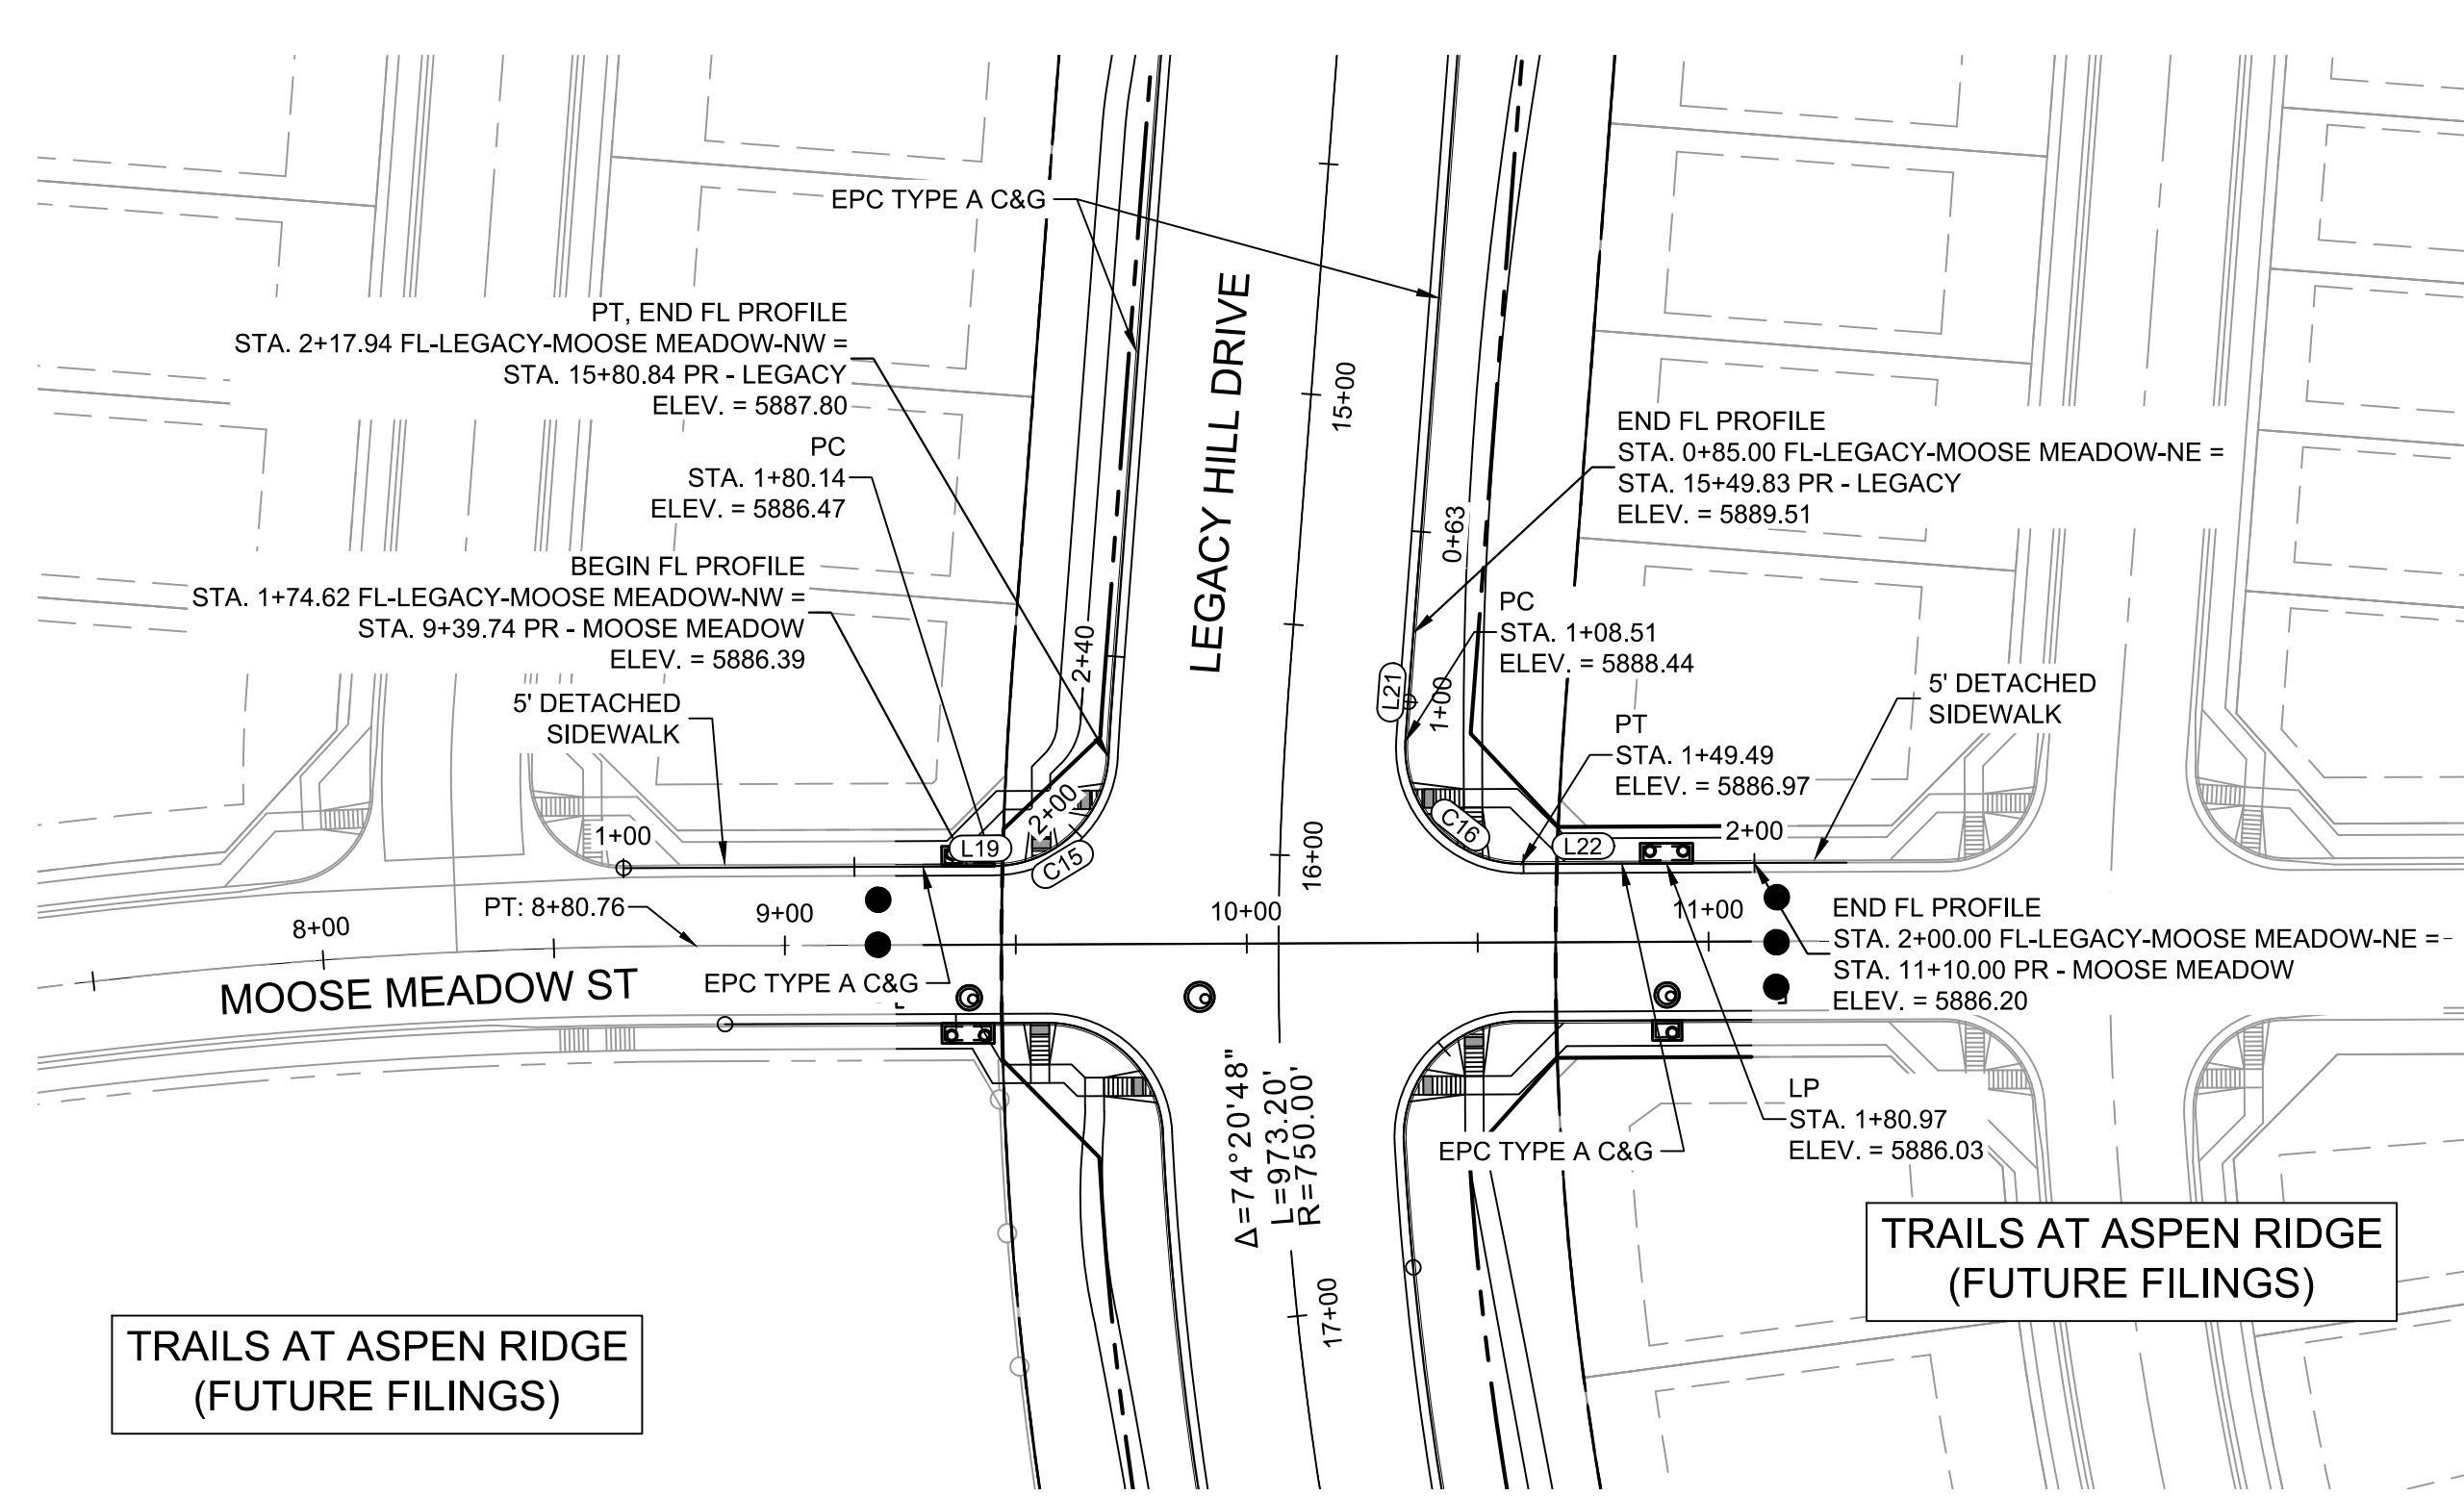 EPC TYPE A C&G
PT, END FL PROFILE
STA. 2+17.94 FL-LEGACY-MOOSE MEADOW-NW =
STA. 15+80.84 PR - LEGACY
ELEV. = 5887.80
PC
STA. 1+80.14
ELEV. = 5886.47
BEGIN FL PROFILE
STA. 1+74.62 FL-LEGACY-MOOSE MEADOW-NW =
STA. 9+39.74 PR - MOOSE MEADOW
ELEV. = 5886.39
5' DETACHED
SIDEWALK
LEGACY HILL DRIVE
15+00
2+40
0+63
END FL PROFILE
STA. 0+85.00 FL-LEGACY-MOOSE MEADOW-NE =
STA. 15+49.83 PR - LEGACY
ELEV. = 5889.51
PC
STA. 1+08.51
ELEV. = 5888.44
L21
1+00
PT
STA. 1+49.49
ELEV. = 5886.97
5' DETACHED
SIDEWALK
1+00
2+00
L19
C15
C16
L22
2+00
16+00
PT: 8+80.76
8+00
9+00
10+00
11+00
MOOSE MEADOW ST
EPC TYPE A C&G
END FL PROFILE
STA. 2+00.00 FL-LEGACY-MOOSE MEADOW-NE =
STA. 11+10.00 PR - MOOSE MEADOW
ELEV. = 5886.20
Δ=74°20'48"
L=973.20'
R=750.00'
LP
STA. 1+80.97
ELEV. = 5886.03
EPC TYPE A C&G
17+00
TRAILS AT ASPEN RIDGE
(FUTURE FILINGS)
TRAILS AT ASPEN RIDGE
(FUTURE FILINGS)